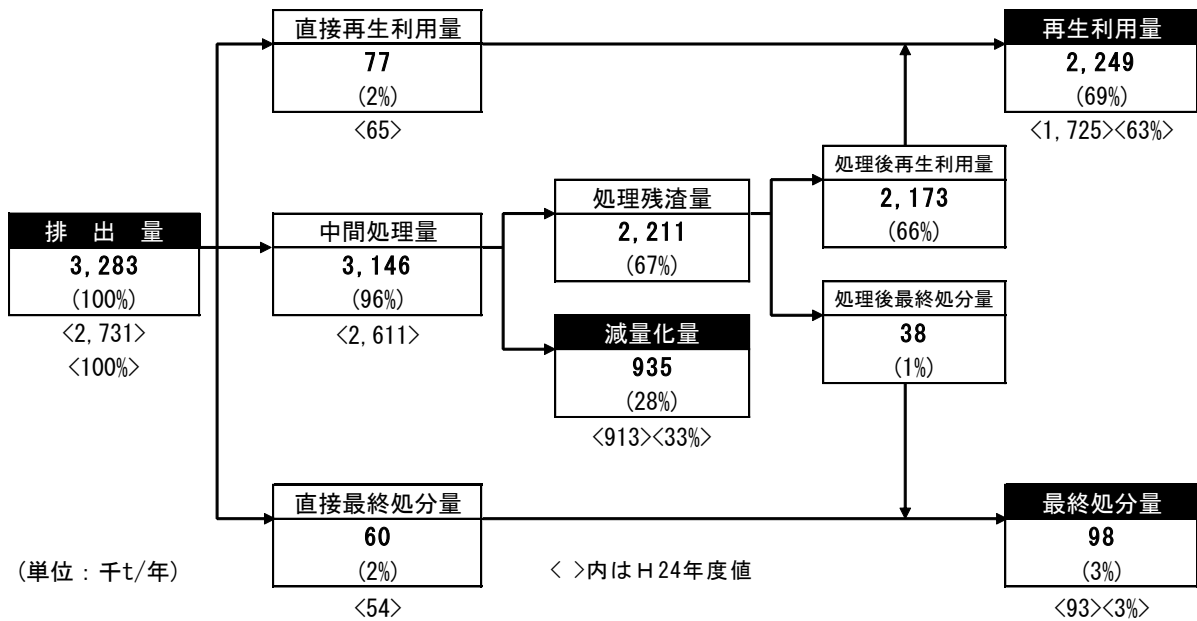 直接再生利用量
77
(2%)
<65>
再生利用量
2,249
(69%)
<1,725><63%>
処理後再生利用量
2,173
(66%)
処理残渣量
2,211
(67%)
排 出 量
3,283
(100%)
<2,731>
<100%>
中間処理量
3,146
(96%)
<2,611>
減量化量
935
(28%)
<913><33%>
処理後最終処分量
38
(1%)
直接最終処分量
60
(2%)
<54>
最終処分量
98
(3%)
<93><3%>
(単位:千t/年)
< >内はH24年度値